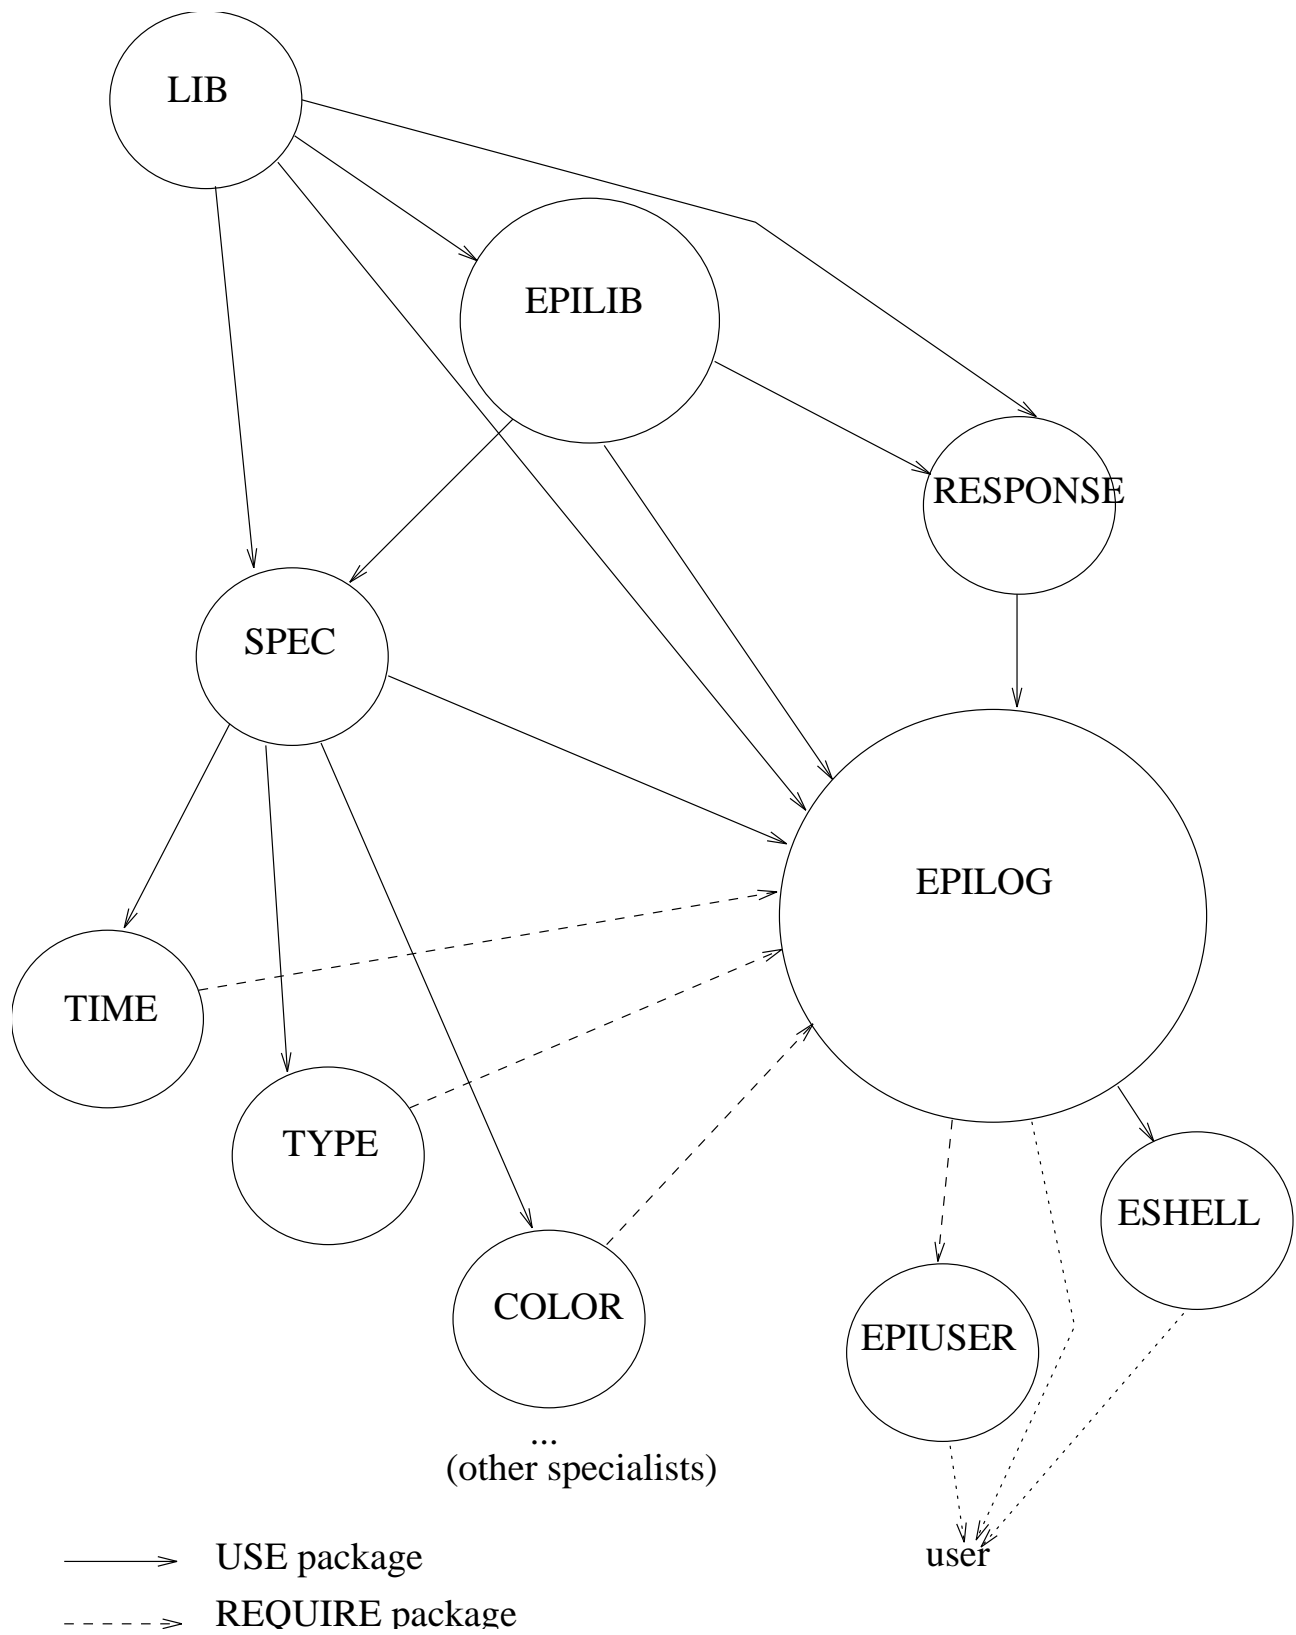 LIB
EPILIB
RESPONSE
SPEC
EPILOG
TIME
TYPE
ESHELL
COLOR
EPIUSER
...
(other specialists)
user
USE package
REQUIRE package